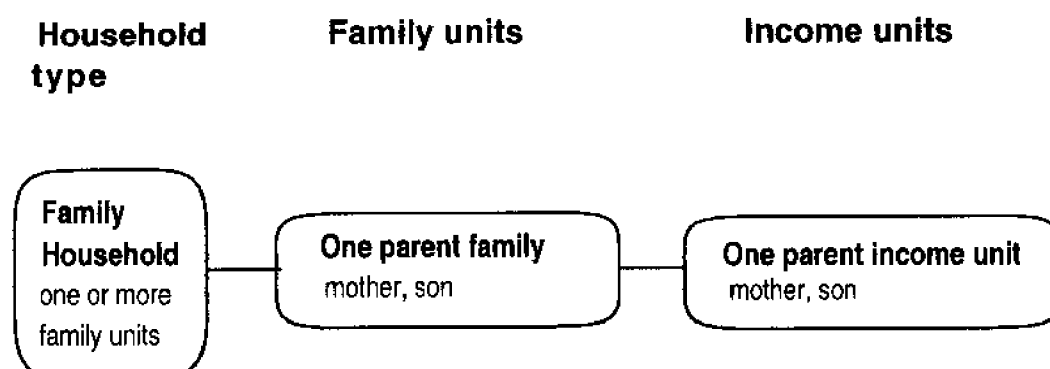 Household
type
Family units
Income units
Family
Household
one or more
family units
One parent family
mother, son
One parent income unit
mother, son